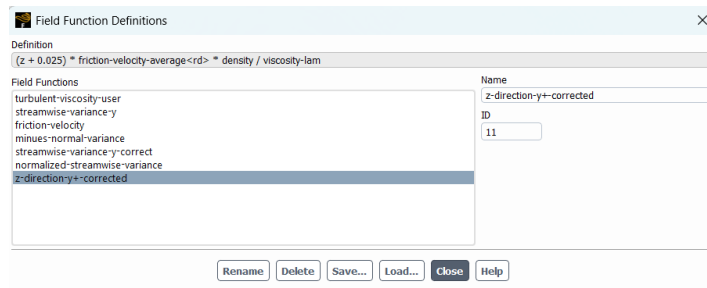 Field Function Definitions
Definition
(z + 0.025) * friction-velocity-average<rd> * density / viscosity-lam
Field Functions
turbulent-viscosity-user
streamwise-variance-y
friction-velocity
minues-normal-variance
streamwise-variance-y-correct
normalized-streamwise-variance
z-direction-y+-corrected
Name
z-direction-y+-corrected
ID
11
Rename Delete Save... Load... Close Help